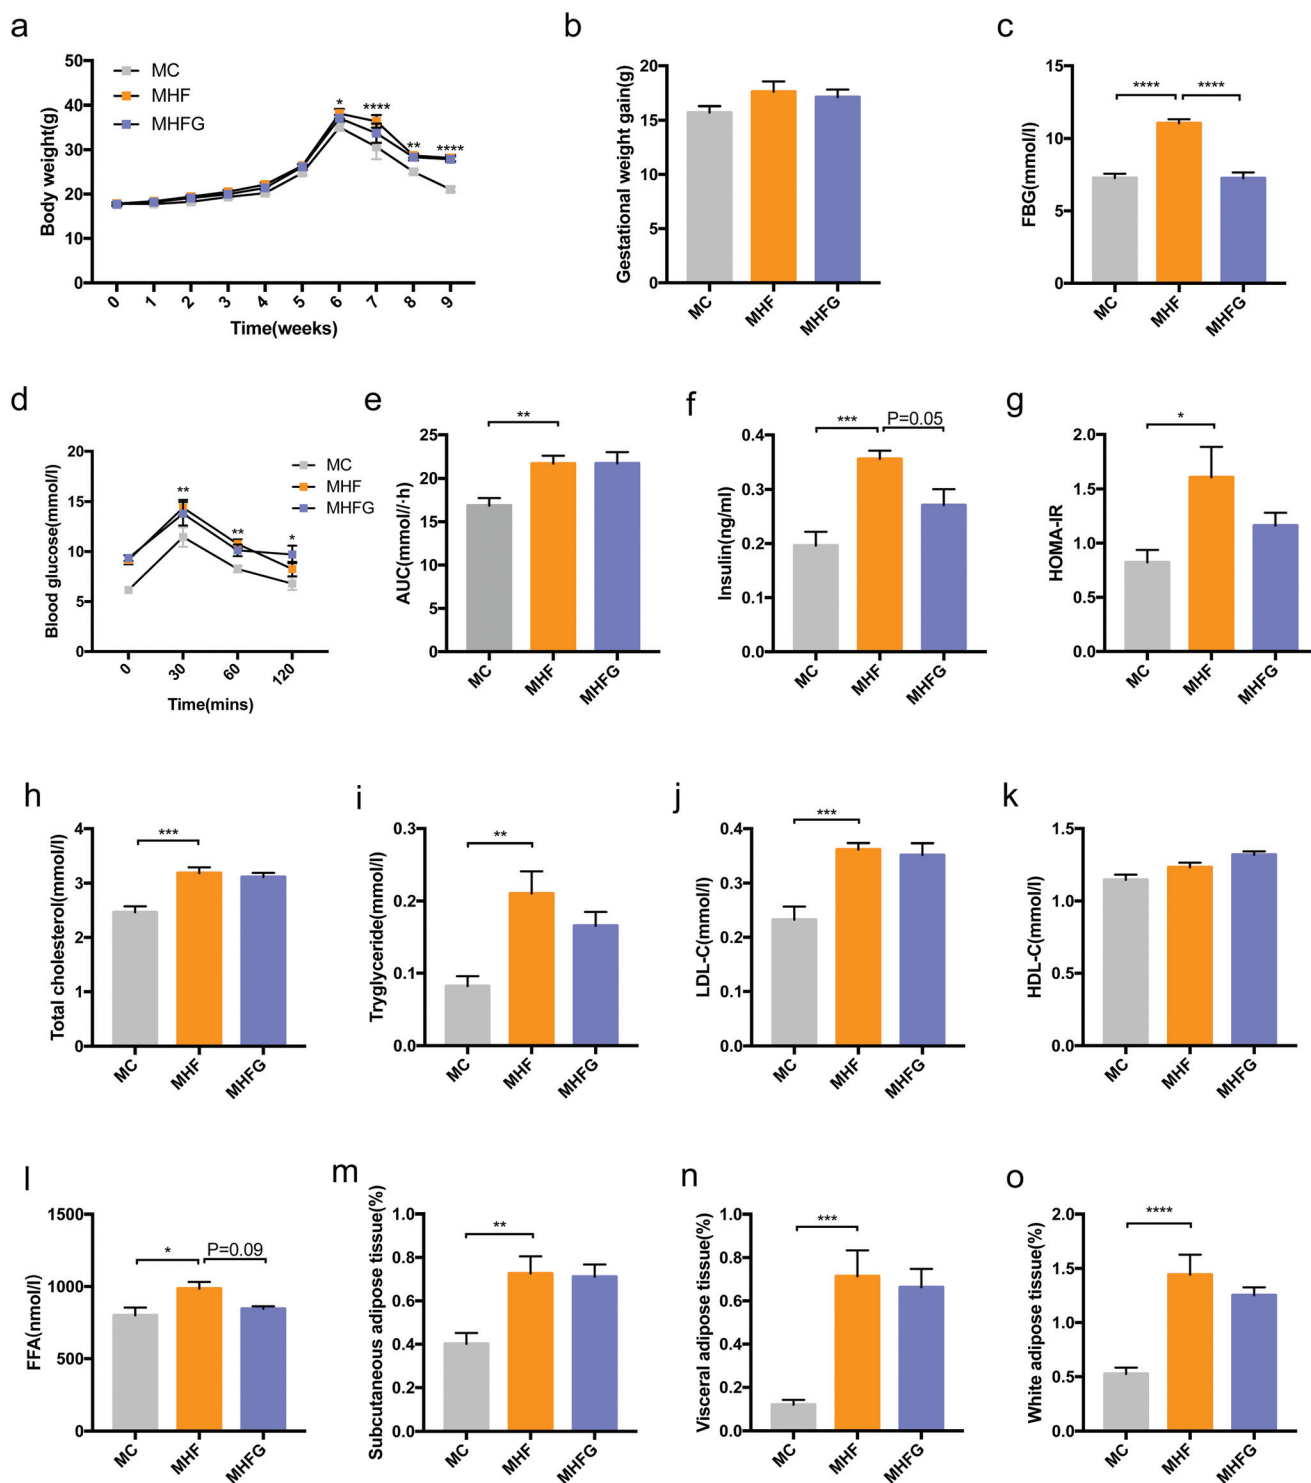 a
Body weight(g)
50
40
30
20
10
0
MC
MHF
MHFG
*
****
**
****
0 1 2 3 4 5 6 7 8 9
Time(weeks)
b
Gestational weight gain(g)
20
15
10
5
0
MC MHF MHFG
c
FBG(mmol/l)
15
10
5
0
**** ****
MC MHF MHFG
d
Blood glucose(mmol/l)
20
15
10
5
0
MC
MHF
MHFG
**
**
*
0 30 60 120
Time(mins)
e
AUC(mmol//·h)
25
20
15
10
5
0
**
MC MHF MHFG
f
Insulin(ng/ml)
0.4
0.3
0.2
0.1
0.0
*** P=0.05
MC MHF MHFG
g
HOMA-IR
2.0
1.5
1.0
0.5
0.0
*
MC MHF MHFG
h
Total cholesterol(mmol/l)
4
3
2
1
0
***
MC MHF MHFG
i
Tryglyceride(mmol/l)
0.3
0.2
0.1
0.0
**
MC MHF MHFG
j
LDL-C(mmol/l)
0.4
0.3
0.2
0.1
0.0
***
MC MHF MHFG
k
HDL-C(mmol/l)
1.5
1.0
0.5
0.0
MC MHF MHFG
l
FFA(nmol/l)
1500
1000
500
0
* P=0.09
MC MHF MHFG
m
Subcutaneous adipose tissue(%)
1.0
0.8
0.6
0.4
0.2
0.0
**
MC MHF MHFG
n
Visceral adipose tissue(%)
1.0
0.8
0.6
0.4
0.2
0.0
***
MC MHF MHFG
o
White adipose tissue(%)
2.0
1.5
1.0
0.5
0.0
****
MC MHF MHFG